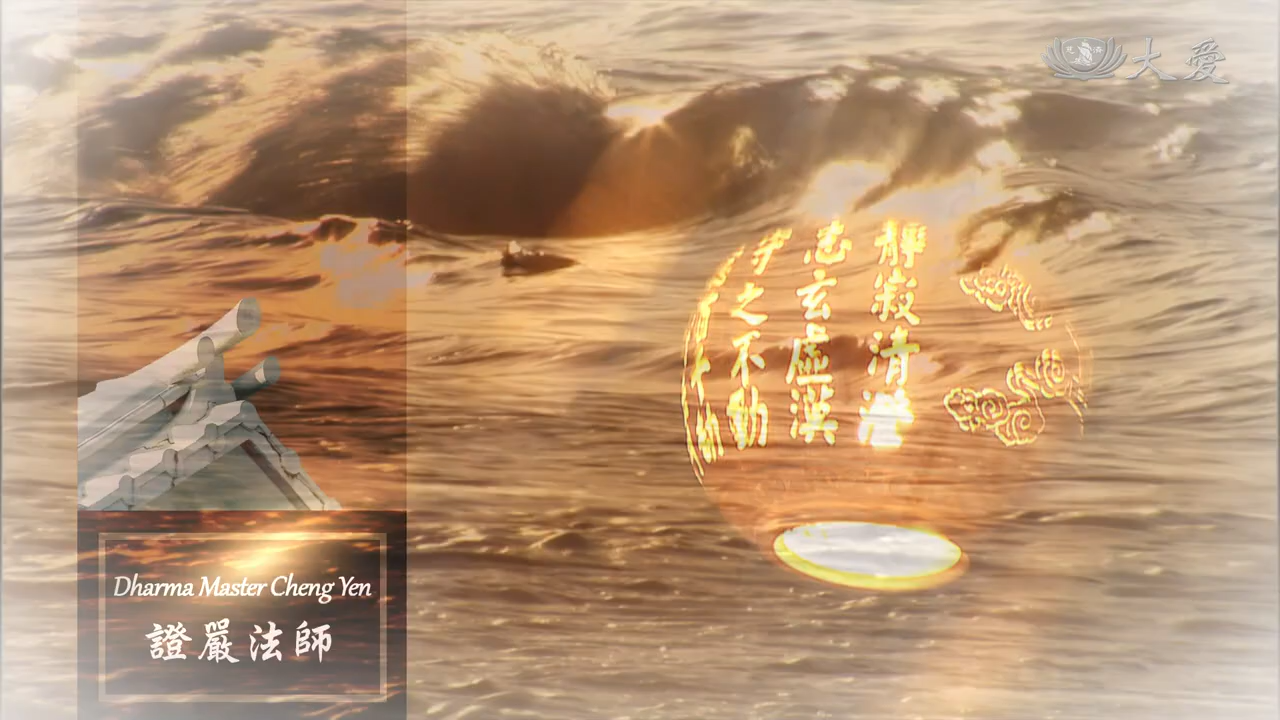 大愛
靜寂清澄
志玄虛漠
守之不動
Dharma Master Cheng Yen
證嚴法師